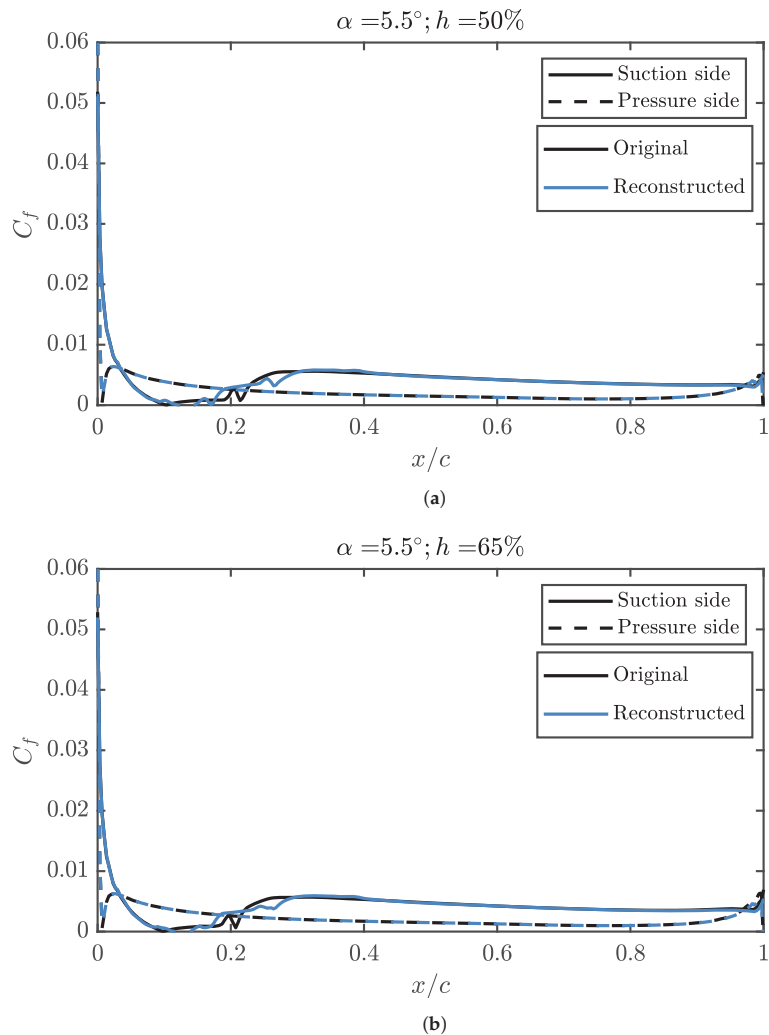 α =5.5°; h =50%
0.06
0.05
0.04
0.03
0.02
0.01
0
C_f
Suction side
Pressure side
Original
Reconstructed
0 0.2 0.4 0.6 0.8 1
x/c
(a)
α =5.5°; h =65%
0.06
0.05
0.04
0.03
0.02
0.01
0
C_f
Suction side
Pressure side
Original
Reconstructed
0 0.2 0.4 0.6 0.8 1
x/c
(b)